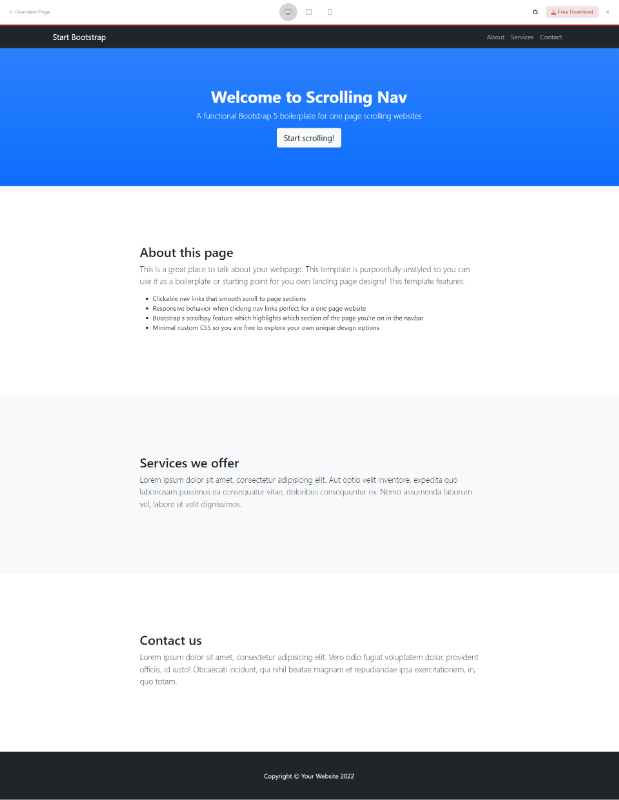 Overview Page
Free Download
Start Bootstrap
About Services Contact
Welcome to Scrolling Nav
A functional Bootstrap 5 boilerplate for one page scrolling websites
Start scrolling!
About this page
This is a great place to talk about your webpage. This template is purposefully unstyled so you can
use it as a boilerplate or starting point for you own landing page designs! This template features:
Clickable nav links that smooth scroll to page sections
Responsive behavior when clicking nav links perfect for a one page website
Bootstrap's scrollspy feature which highlights which section of the page you're on in the navbar
Minimal custom CSS so you are free to explore your own unique design options
Services we offer
Lorem ipsum dolor sit amet, consectetur adipisicing elit. Aut optio velit inventore, expedita quo
laboriosam possimus ea consequatur vitae, doloribus consequuntur ex. Nemo assumenda laborum
vel, labore ut velit dignissimos.
Contact us
Lorem ipsum dolor sit amet, consectetur adipisicing elit. Vero odio fugiat voluptatem dolor, provident
officiis, id iusto! Obcaecati incidunt, qui nihil beatae magnam et repudiandae ipsa exercitationem, in,
quo totam.
Copyright © Your Website 2022